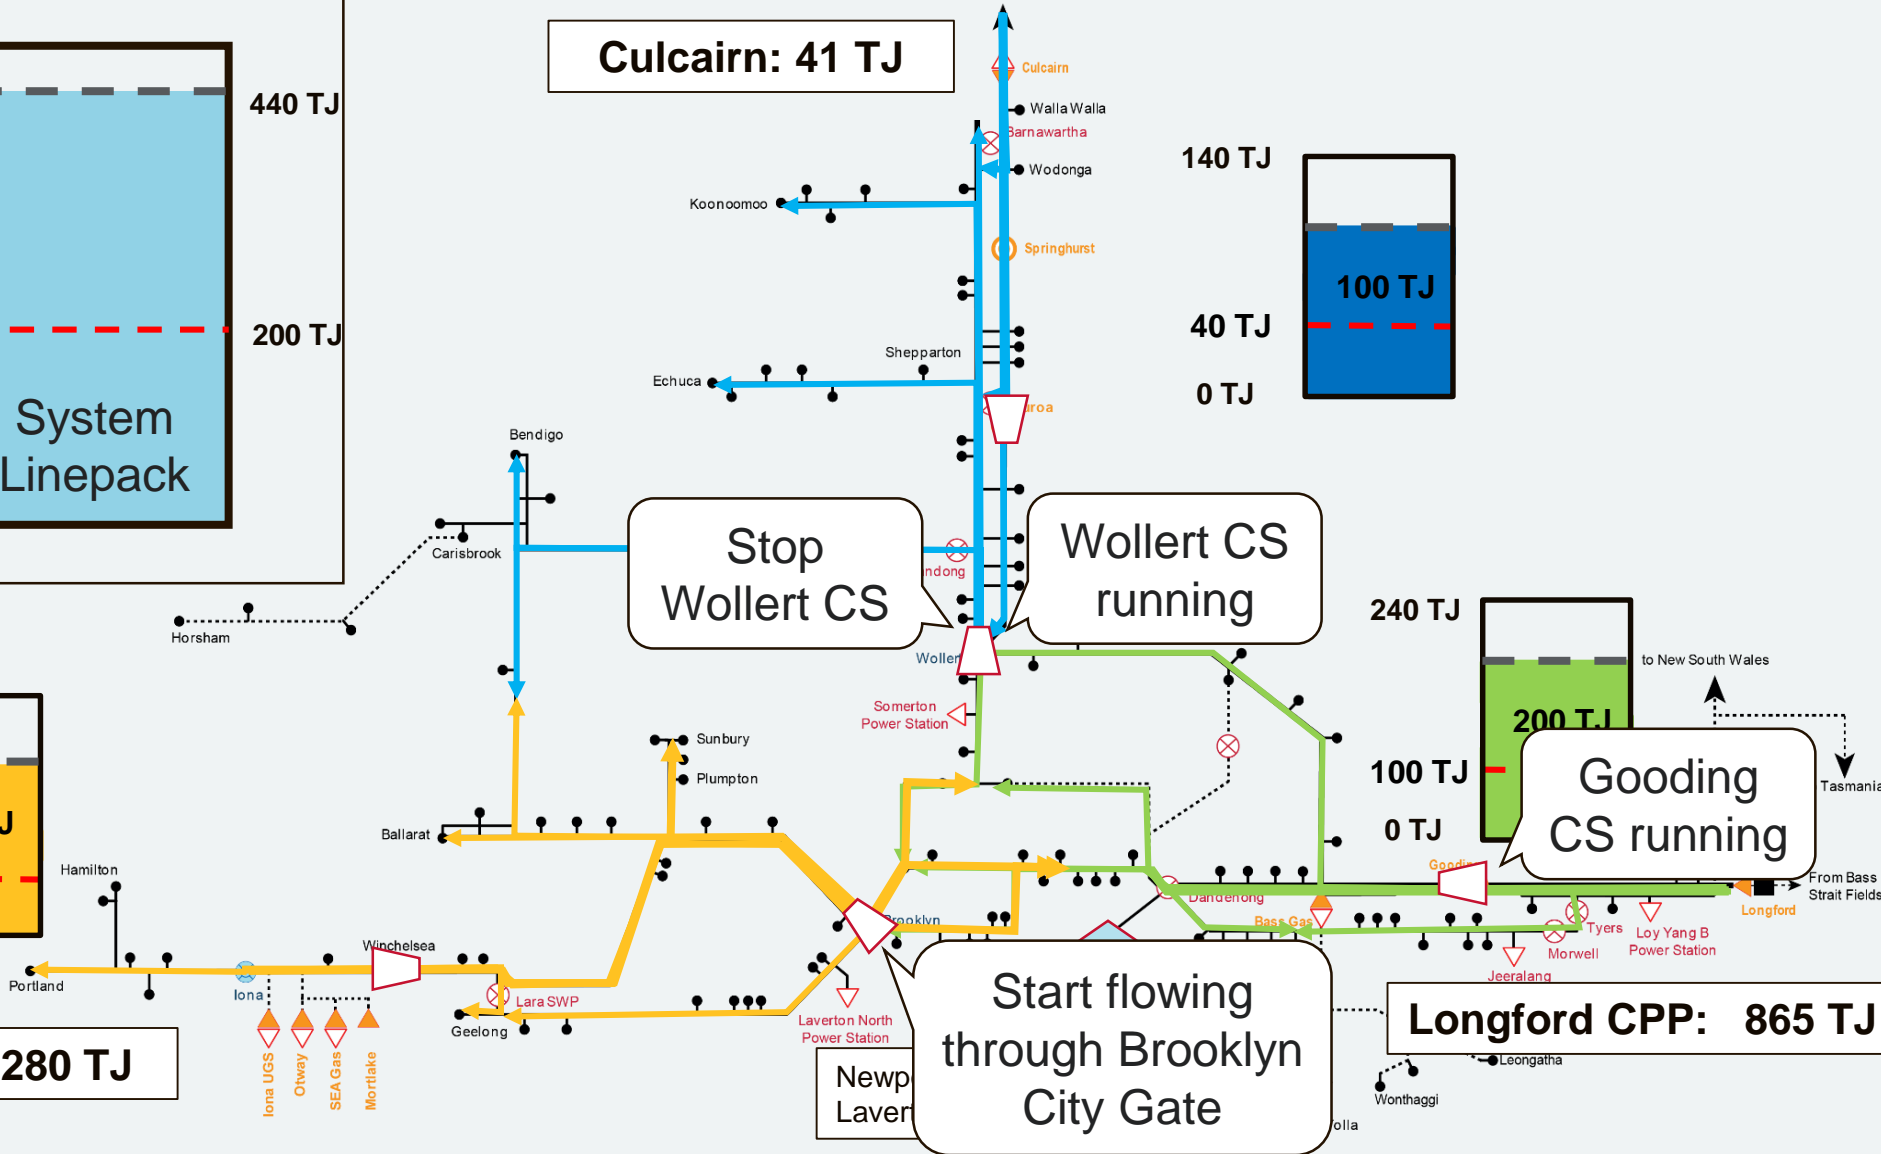 Culcairn: 41 TJ
440 TJ
200 TJ
System
Linepack
Culcairn
Walla Walla
Barnawartha
Wodonga
Koonoomoo
Springhurst
140 TJ
100 TJ
40 TJ
0 TJ
Shepparton
Echuca
Bendigo
Carisbrook
Horsham
Stop
Wollert CS
Wollert CS
running
Somerton
Power Station
240 TJ
200 TJ
100 TJ
0 TJ
to New South Wales
Tasmania
Gooding
CS running
From Bass
Strait Fields
Longford
Sunbury
Plumpton
Ballarat
Hamilton
Winchelsea
Portland
Iona
Lara SWP
Geelong
Iona UGS
Otway
SEA Gas
Mortlake
280 TJ
Laverton North
Power Station
Brooklyn
Dandenong
Bass Gas
Tyers
Morwell
Loy Yang B
Power Station
Jeeralang
Start flowing
through Brooklyn
City Gate
Longford CPP: 865 TJ
Leongatha
Wonthaggi